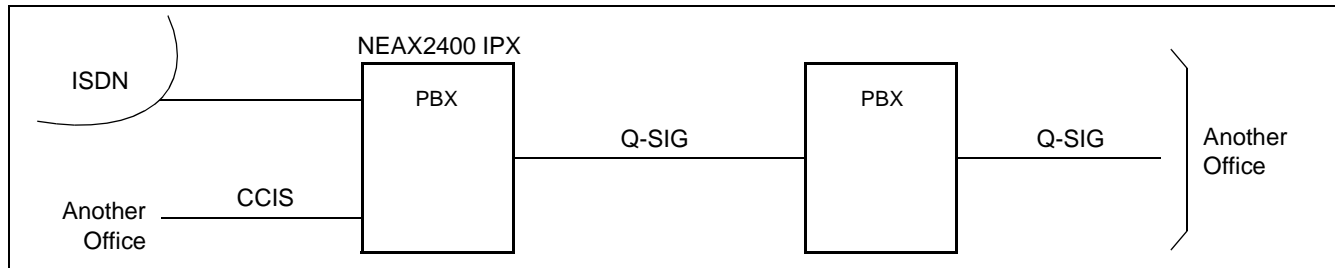 NEAX2400 IPX
ISDN
PBX
PBX
Q-SIG
Q-SIG
Another
Office
CCIS
Another
Office